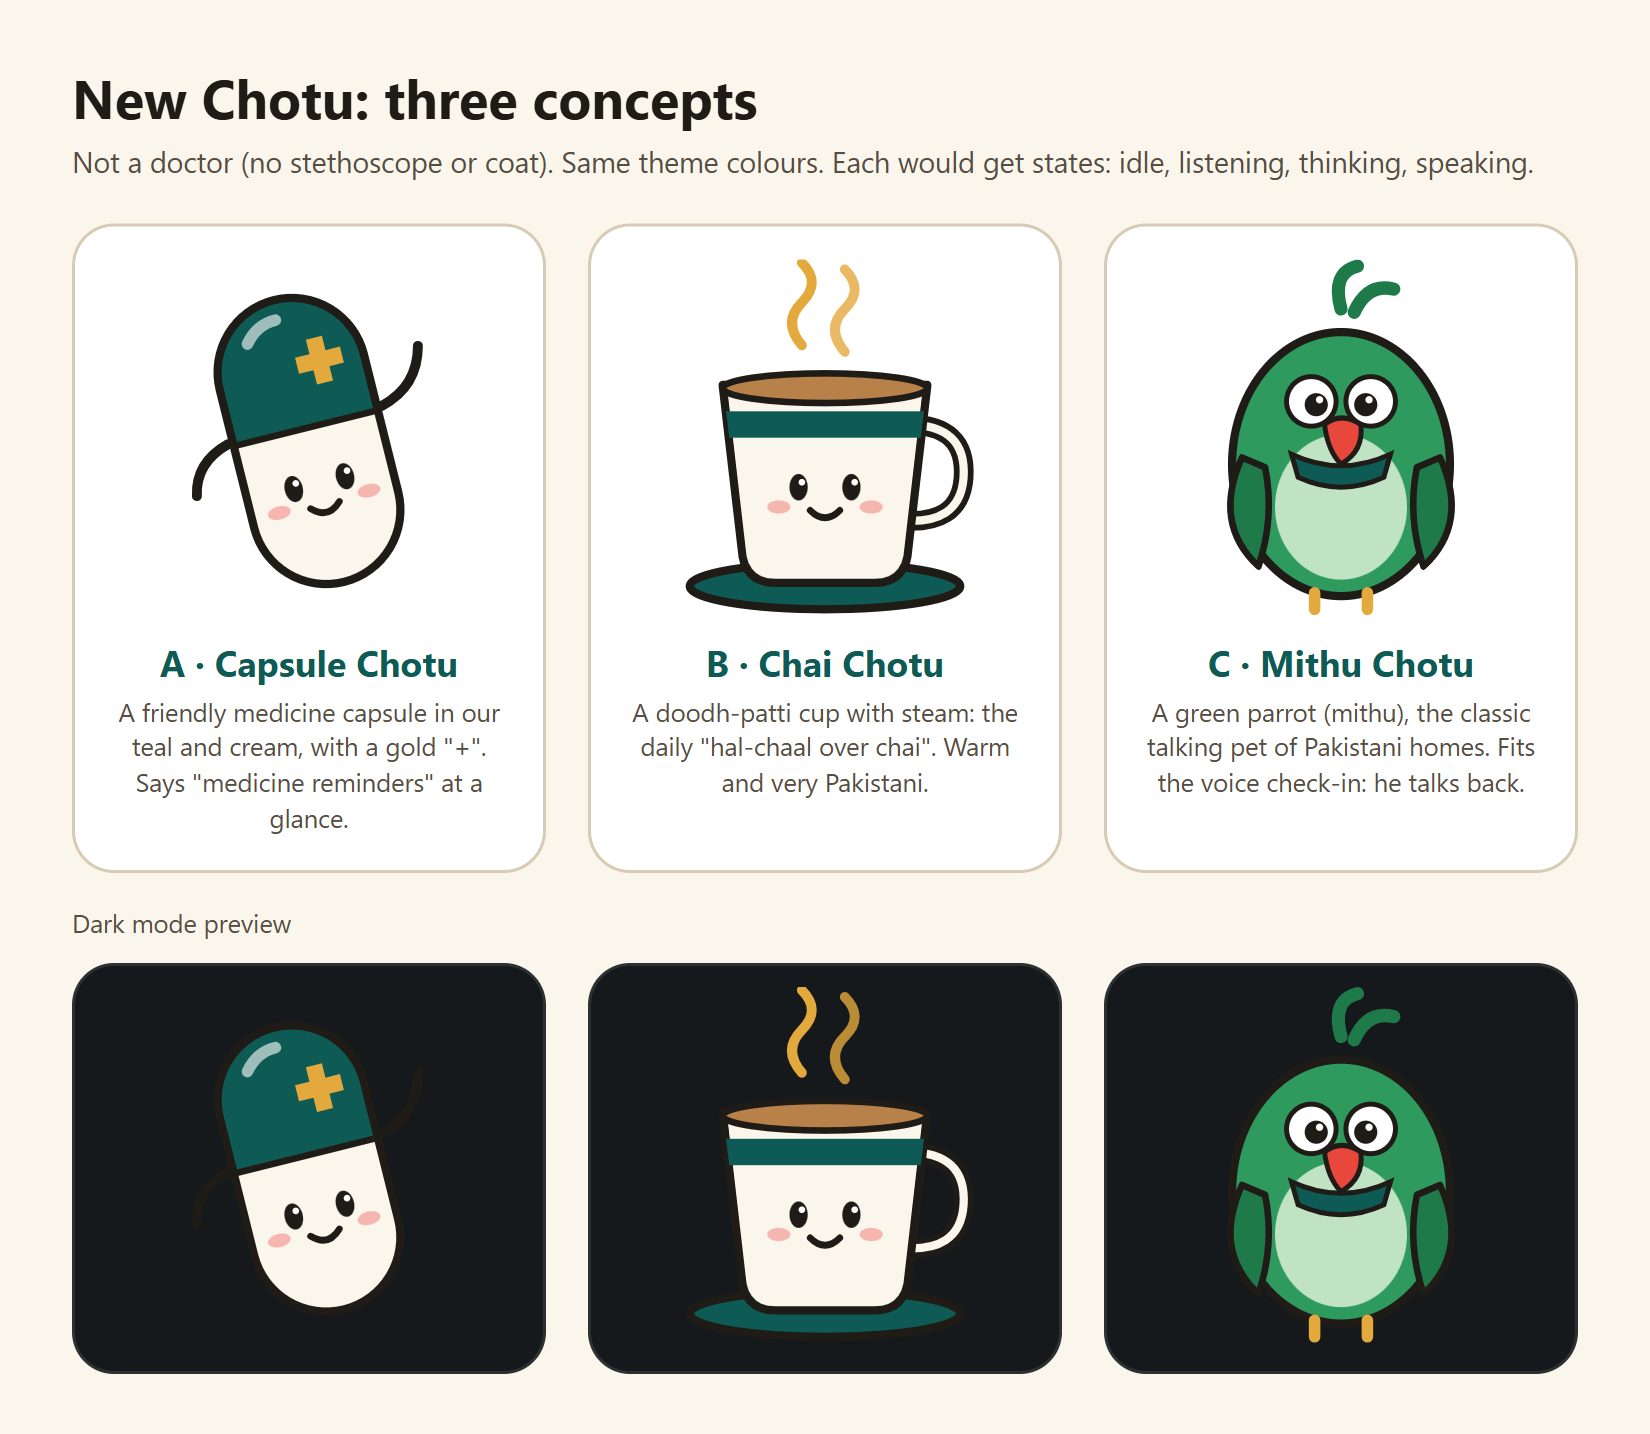 New Chotu: three concepts
Not a doctor (no stethoscope or coat). Same theme colours. Each would get states: idle, listening, thinking, speaking.
A · Capsule Chotu
A friendly medicine capsule in our
teal and cream, with a gold "+".
Says "medicine reminders" at a
glance.
B · Chai Chotu
A doodh-patti cup with steam: the
daily "hal-chaal over chai". Warm
and very Pakistani.
C · Mithu Chotu
A green parrot (mithu), the classic
talking pet of Pakistani homes. Fits
the voice check-in: he talks back.
Dark mode preview